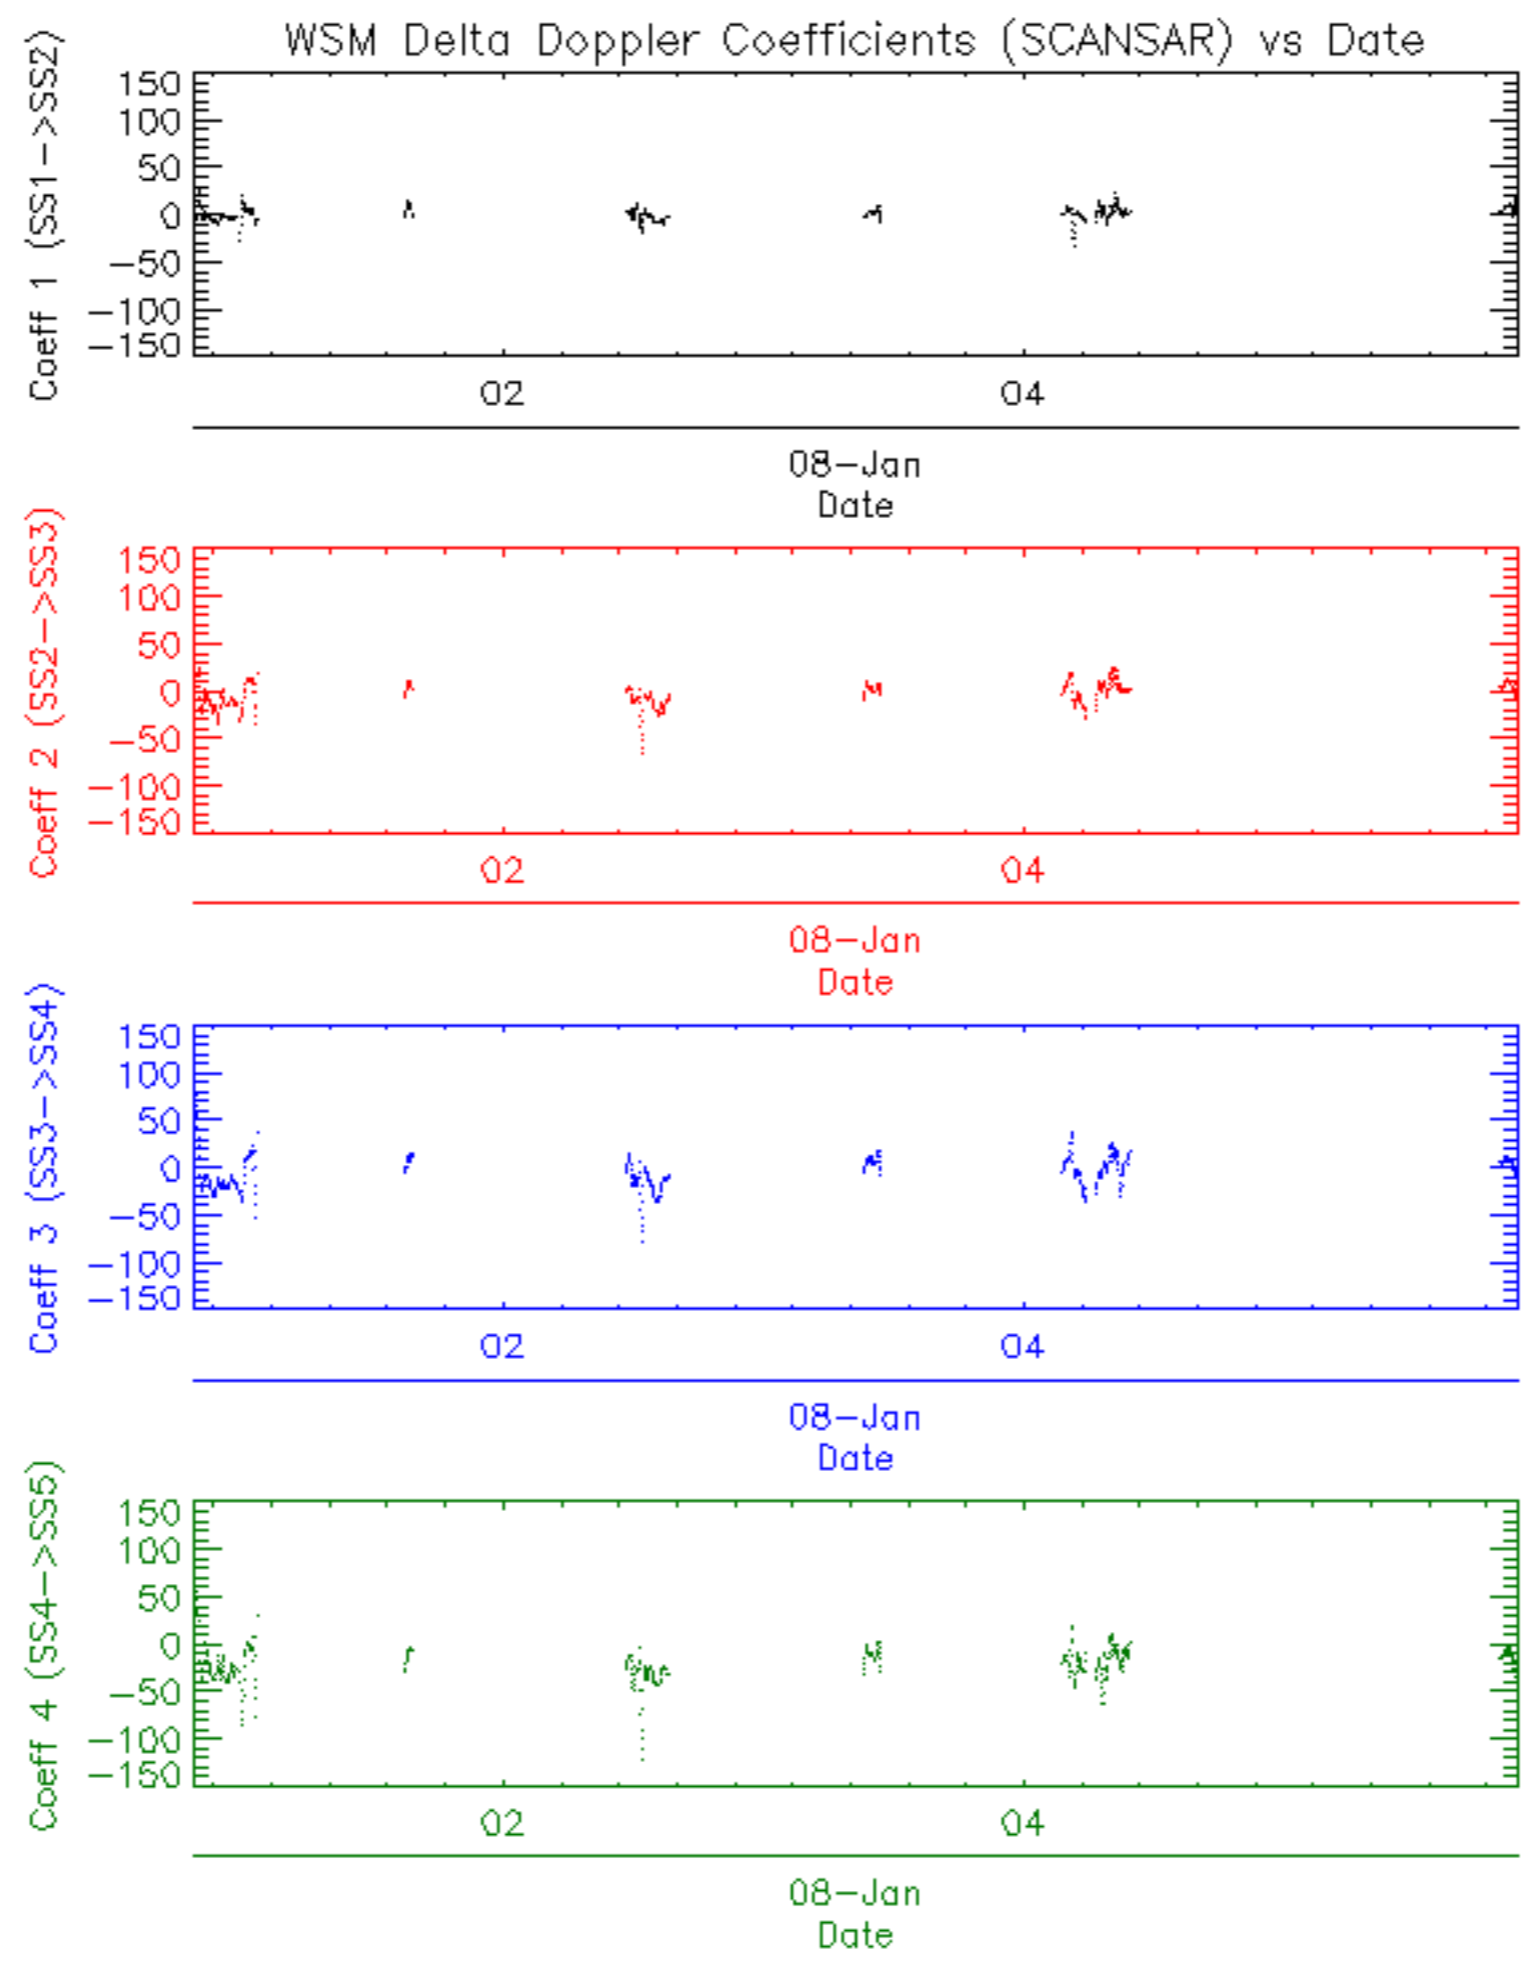 WSM Delta Doppler Coefficients (SCANSAR) vs Date
Coeff 1 (SS1->SS2)
150
100
50
0
-50
-100
-150
02 04
08-Jan
Date
Coeff 2 (SS2->SS3)
150
100
50
0
-50
-100
-150
02 04
08-Jan
Date
Coeff 3 (SS3->SS4)
150
100
50
0
-50
-100
-150
02 04
08-Jan
Date
Coeff 4 (SS4->SS5)
150
100
50
0
-50
-100
-150
02 04
08-Jan
Date